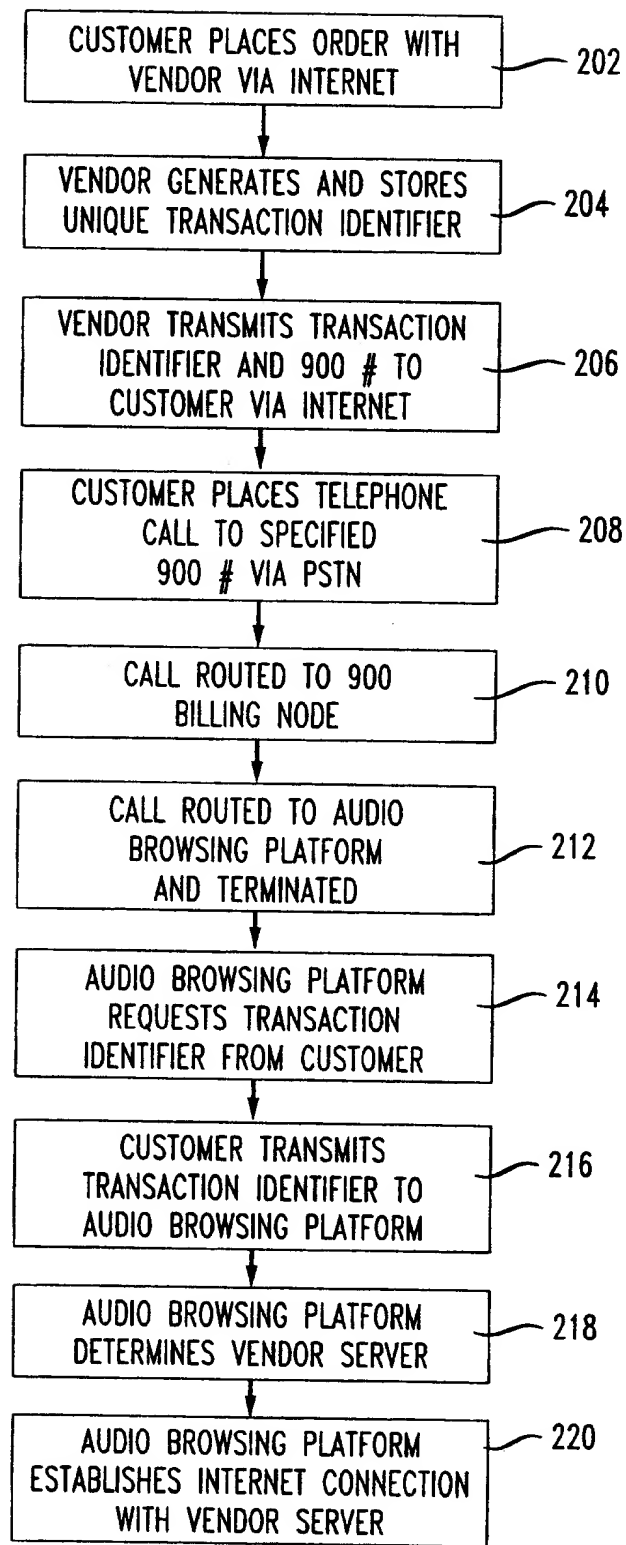 CUSTOMER PLACES ORDER WITH
VENDOR VIA INTERNET
202
VENDOR GENERATES AND STORES
UNIQUE TRANSACTION IDENTIFIER
204
VENDOR TRANSMITS TRANSACTION
IDENTIFIER AND 900 # TO
CUSTOMER VIA INTERNET
206
CUSTOMER PLACES TELEPHONE
CALL TO SPECIFIED
900 # VIA PSTN
208
CALL ROUTED TO 900
BILLING NODE
210
CALL ROUTED TO AUDIO
BROWSING PLATFORM
AND TERMINATED
212
AUDIO BROWSING PLATFORM
REQUESTS TRANSACTION
IDENTIFIER FROM CUSTOMER
214
CUSTOMER TRANSMITS
TRANSACTION IDENTIFIER TO
AUDIO BROWSING PLATFORM
216
AUDIO BROWSING PLATFORM
DETERMINES VENDOR SERVER
218
AUDIO BROWSING PLATFORM
ESTABLISHES INTERNET CONNECTION
WITH VENDOR SERVER
220